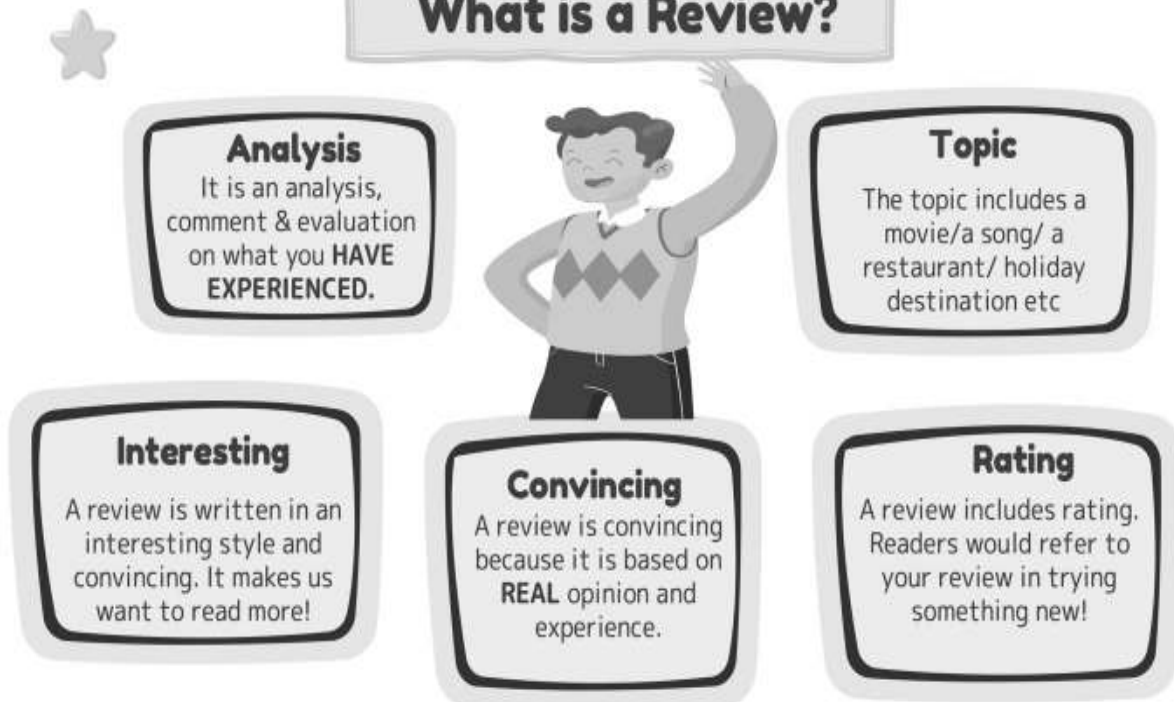 What is a Review?
Analysis
It is an analysis,
comment & evaluation
on what you HAVE
EXPERIENCED.
Topic
The topic includes a
movie/a song/ a
restaurant/ holiday
destination etc
Interesting
A review is written in an
interesting style and
convincing. It makes us
want to read more!
Convincing
A review is convincing
because it is based on
REAL opinion and
experience.
Rating
A review includes rating.
Readers would refer to
your review in trying
something new!